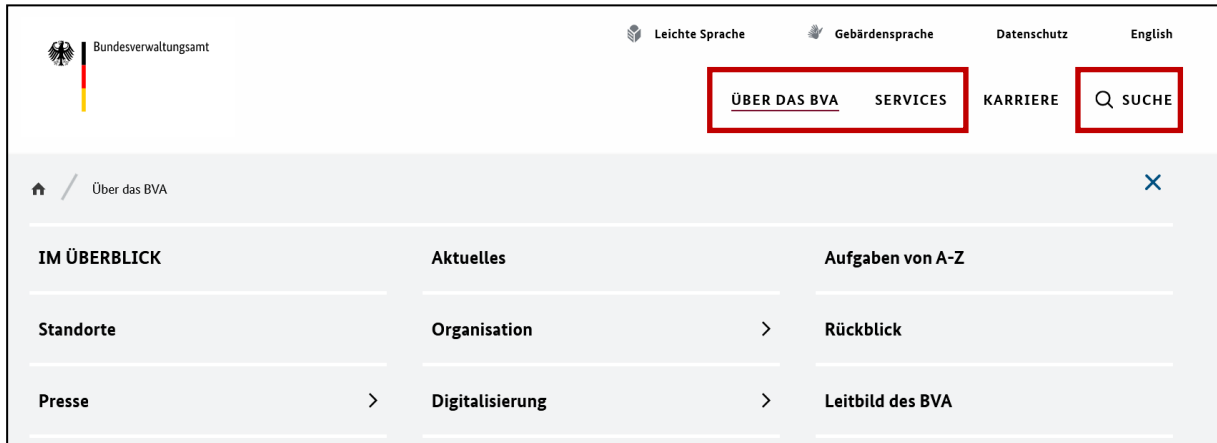 Bundesverwaltungsamt
Leichte Sprache Gebärdensprache Datenschutz English
ÜBER DAS BVA SERVICES KARRIERE SUCHE
Über das BVA
IM ÜBERBLICK Aktuelles Aufgaben von A-Z
Standorte Organisation Rückblick
Presse Digitalisierung Leitbild des BVA